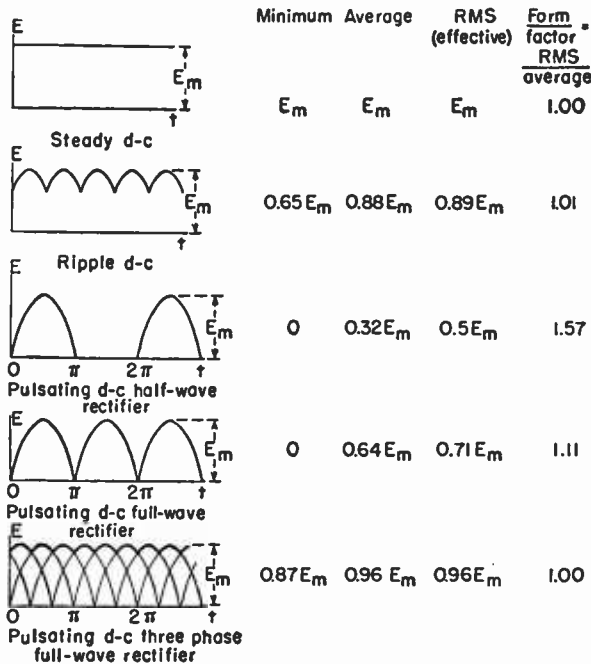 Minimum Average RMS (effective) Form factor = RMS average
E
Em
t
Em Em Em 1.00
Steady d-c
E
Em
t
0.65Em 0.88Em 0.89Em 1.01
Ripple d-c
E
Em
0 π 2π t
0 0.32Em 0.5Em 1.57
Pulsating d-c half-wave
rectifier
E
Em
0 π 2π t
0 0.64Em 0.71Em 1.11
Pulsating d-c full-wave
rectifier
E
Em
0 π 2π t
0.87Em 0.96Em 0.96Em 1.00
Pulsating d-c three phase
full-wave rectifier